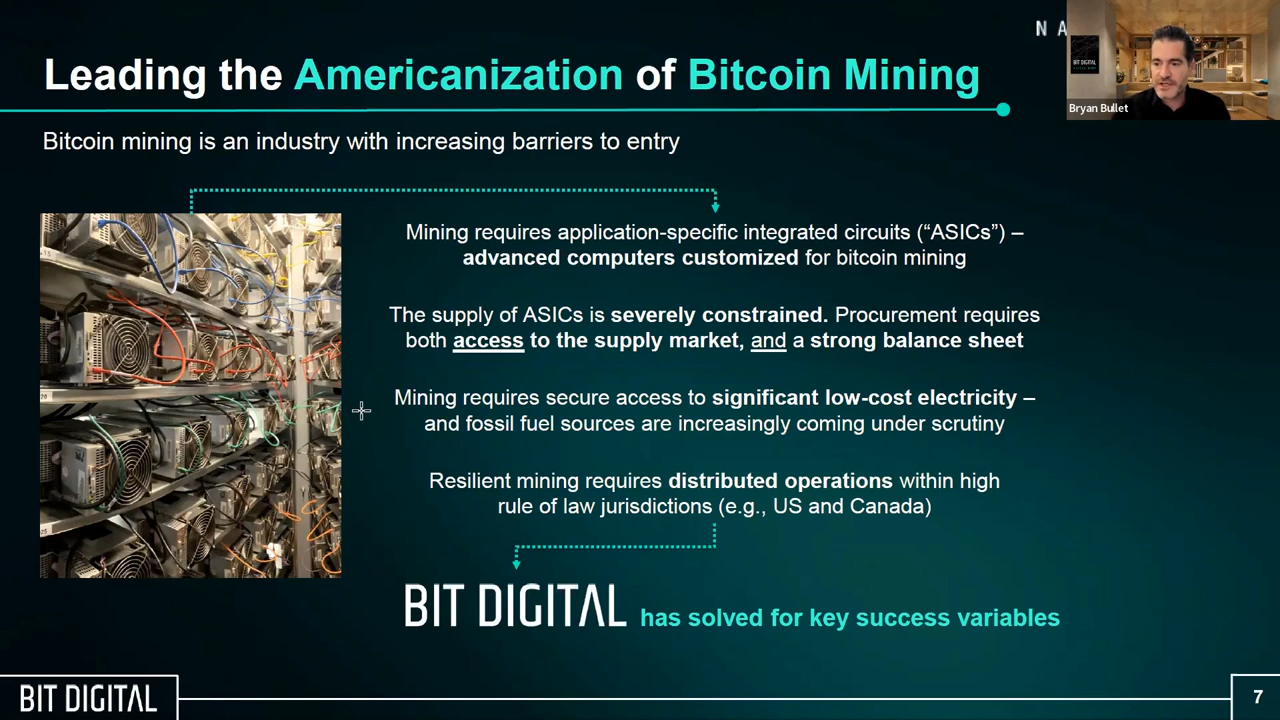 NA
Leading the Americanization of Bitcoin Mining
BIT DIGITAL
Bryan Bullet
Bitcoin mining is an industry with increasing barriers to entry
Mining requires application-specific integrated circuits (“ASICs”) –
advanced computers customized for bitcoin mining
The supply of ASICs is severely constrained. Procurement requires
both access to the supply market, and a strong balance sheet
Mining requires secure access to significant low-cost electricity –
and fossil fuel sources are increasingly coming under scrutiny
Resilient mining requires distributed operations within high
rule of law jurisdictions (e.g., US and Canada)
BIT DIGITAL has solved for key success variables
BIT DIGITAL
7